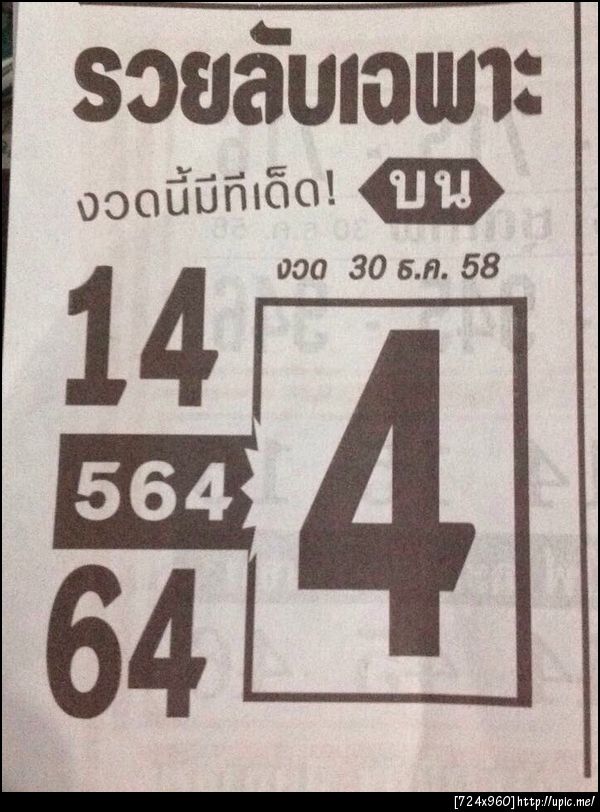 รวยลับเฉพาะ
งวดนี้มีทีเด็ด! บน
งวด 30 ธ.ค. 58
14
564
64
4
[724x960]http://upic.me/